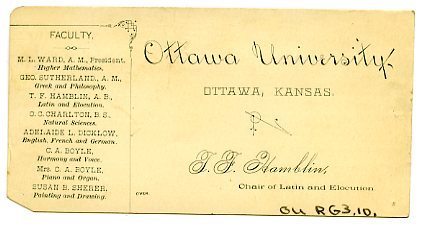 FACULTY.
M. L. WARD, A. M., President.
Higher Mathematics.
GEO. SUTHERLAND, A. M.,
Greek and Philosophy.
T. F. HAMBLIN, A. B.,
Latin and Elocution.
O. C. CHARLTON, B. S.,
Natural Sciences.
ADELAIDE L. DICKLOW,
English, French and German.
C. A. BOYLE,
Harmony and Voice.
Mrs. C. A. BOYLE,
Piano and Organ.
SUSAN B. SHERER,
Painting and Drawing.
OVER
Ottawa University,
OTTAWA, KANSAS.
T. F. Hamblin,
Chair of Latin and Elocution
OU RG3.10.